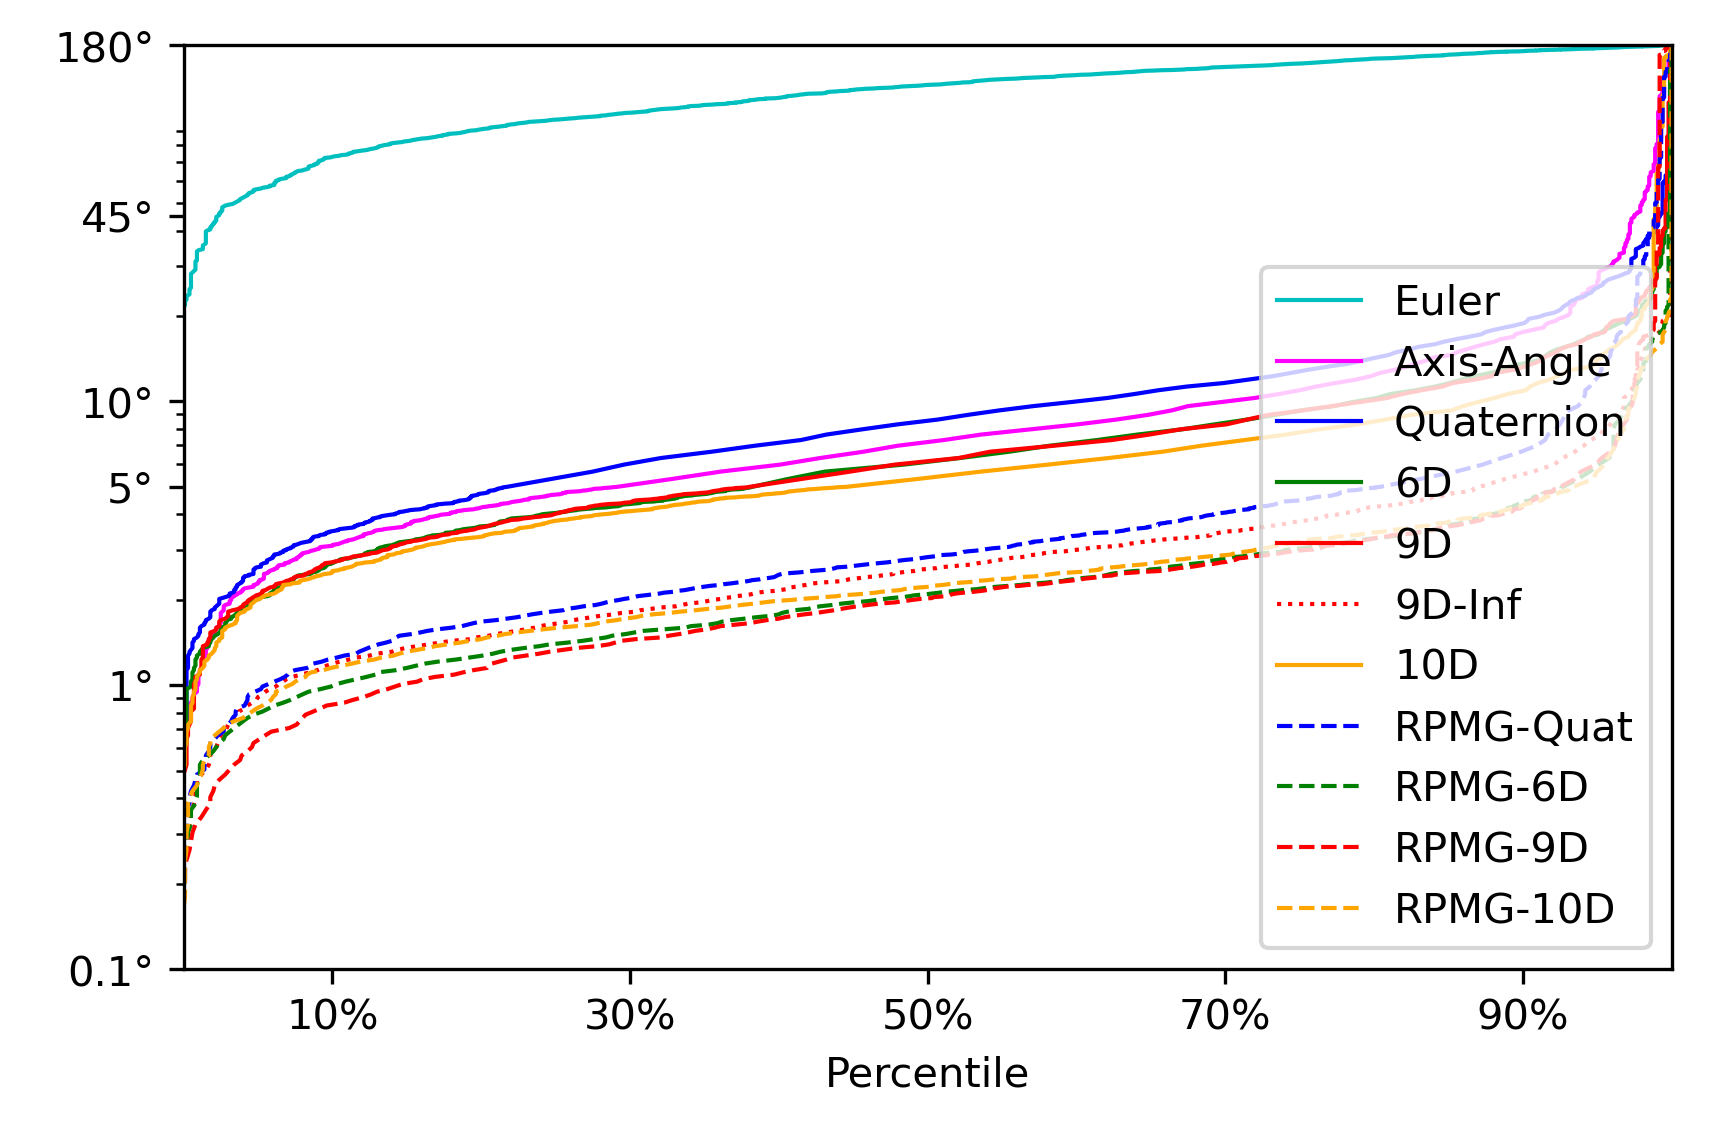 180°
45°
10°
5°
1°
0.1°
Euler
Axis-Angle
Quaternion
6D
9D
9D-Inf
10D
RPMG-Quat
RPMG-6D
RPMG-9D
RPMG-10D
10% 30% 50% 70% 90%
Percentile